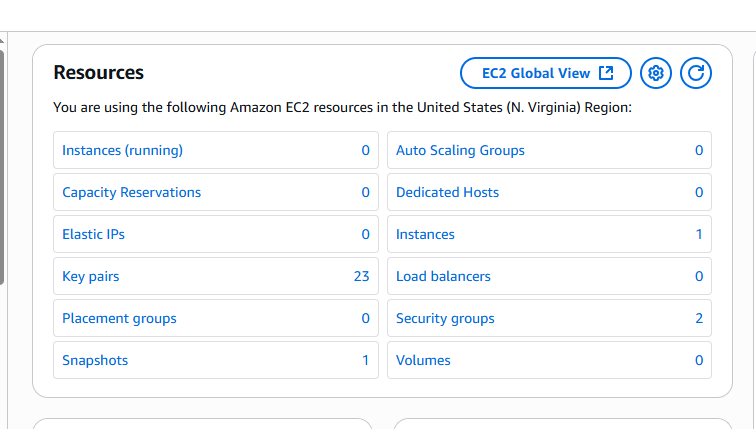 Resources
EC2 Global View
You are using the following Amazon EC2 resources in the United States (N. Virginia) Region:
Instances (running) 0 Auto Scaling Groups 0
Capacity Reservations 0 Dedicated Hosts 0
Elastic IPs 0 Instances 1
Key pairs 23 Load balancers 0
Placement groups 0 Security groups 2
Snapshots 1 Volumes 0